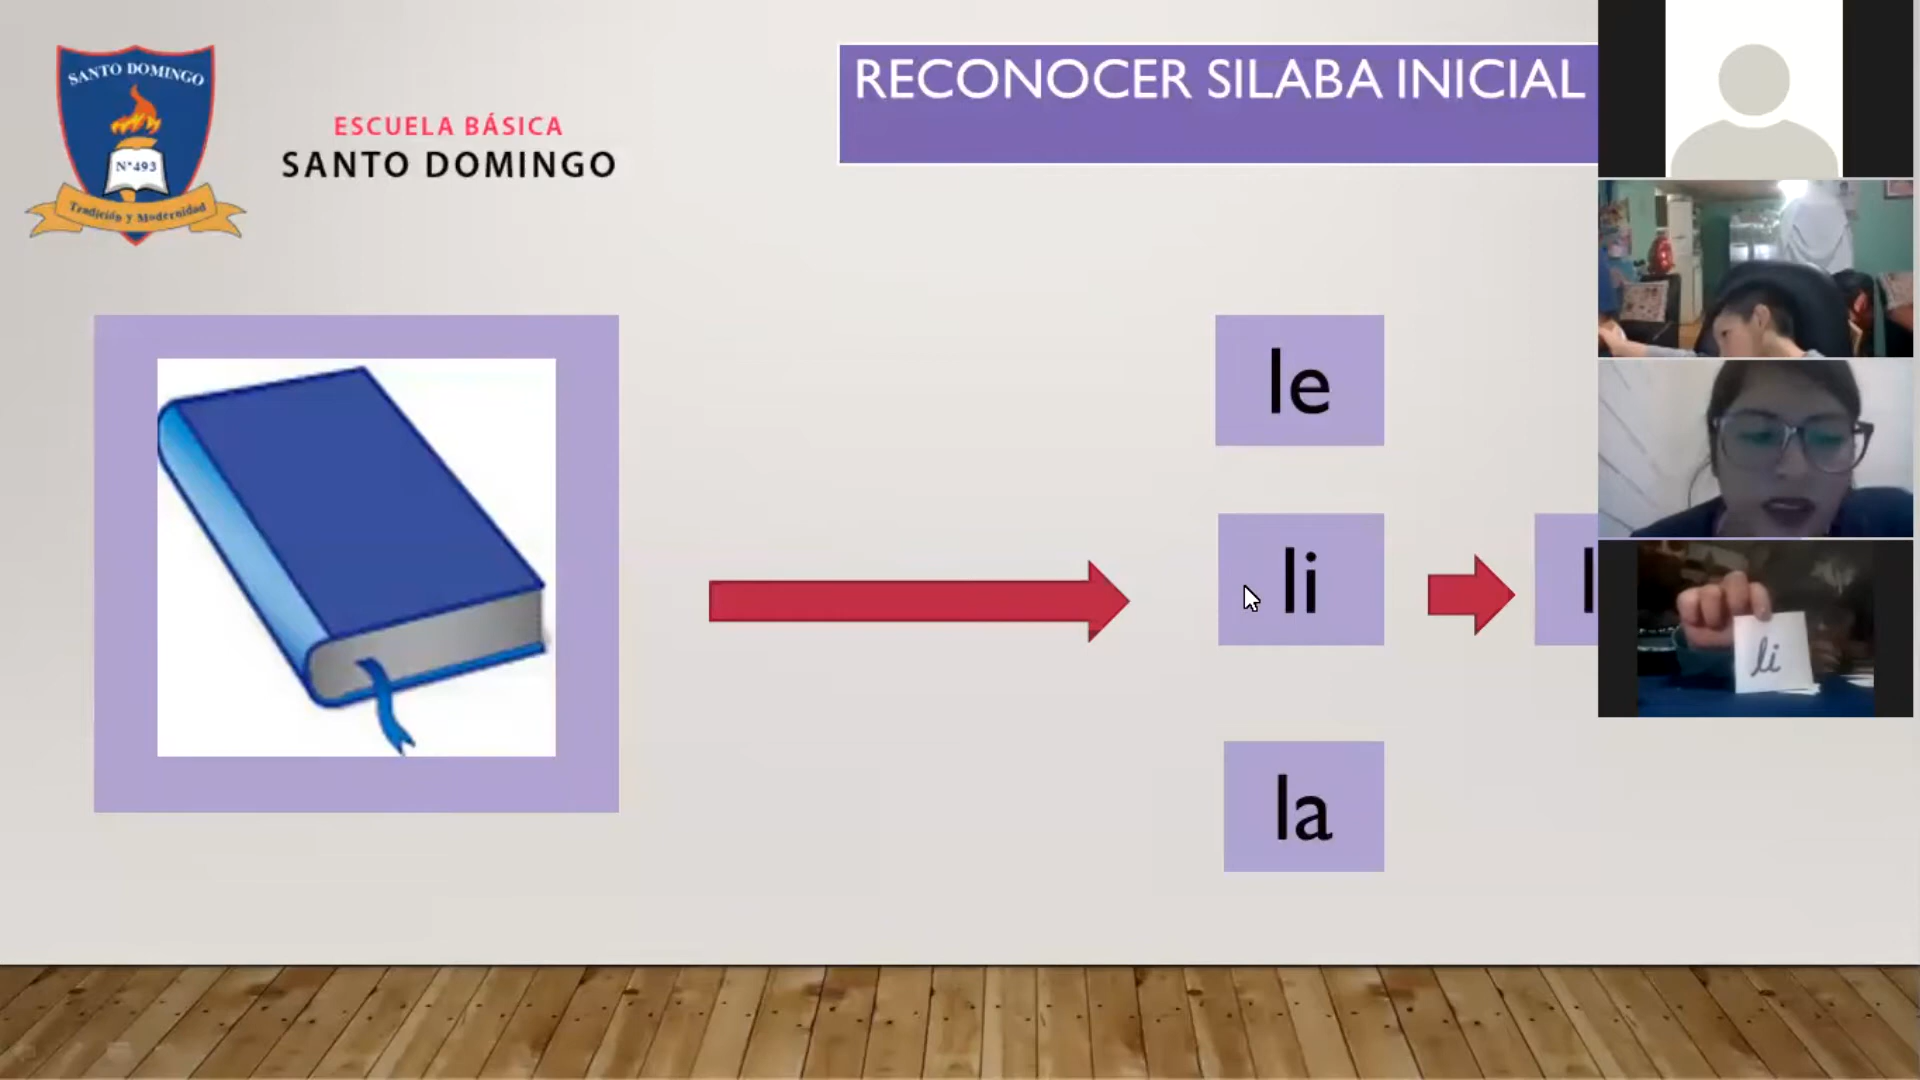 SANTO DOMINGO
N°493
Tradición y Modernidad
ESCUELA BÁSICA
SANTO DOMINGO
RECONOCER SILABA INICIAL
le
li
l
la
li